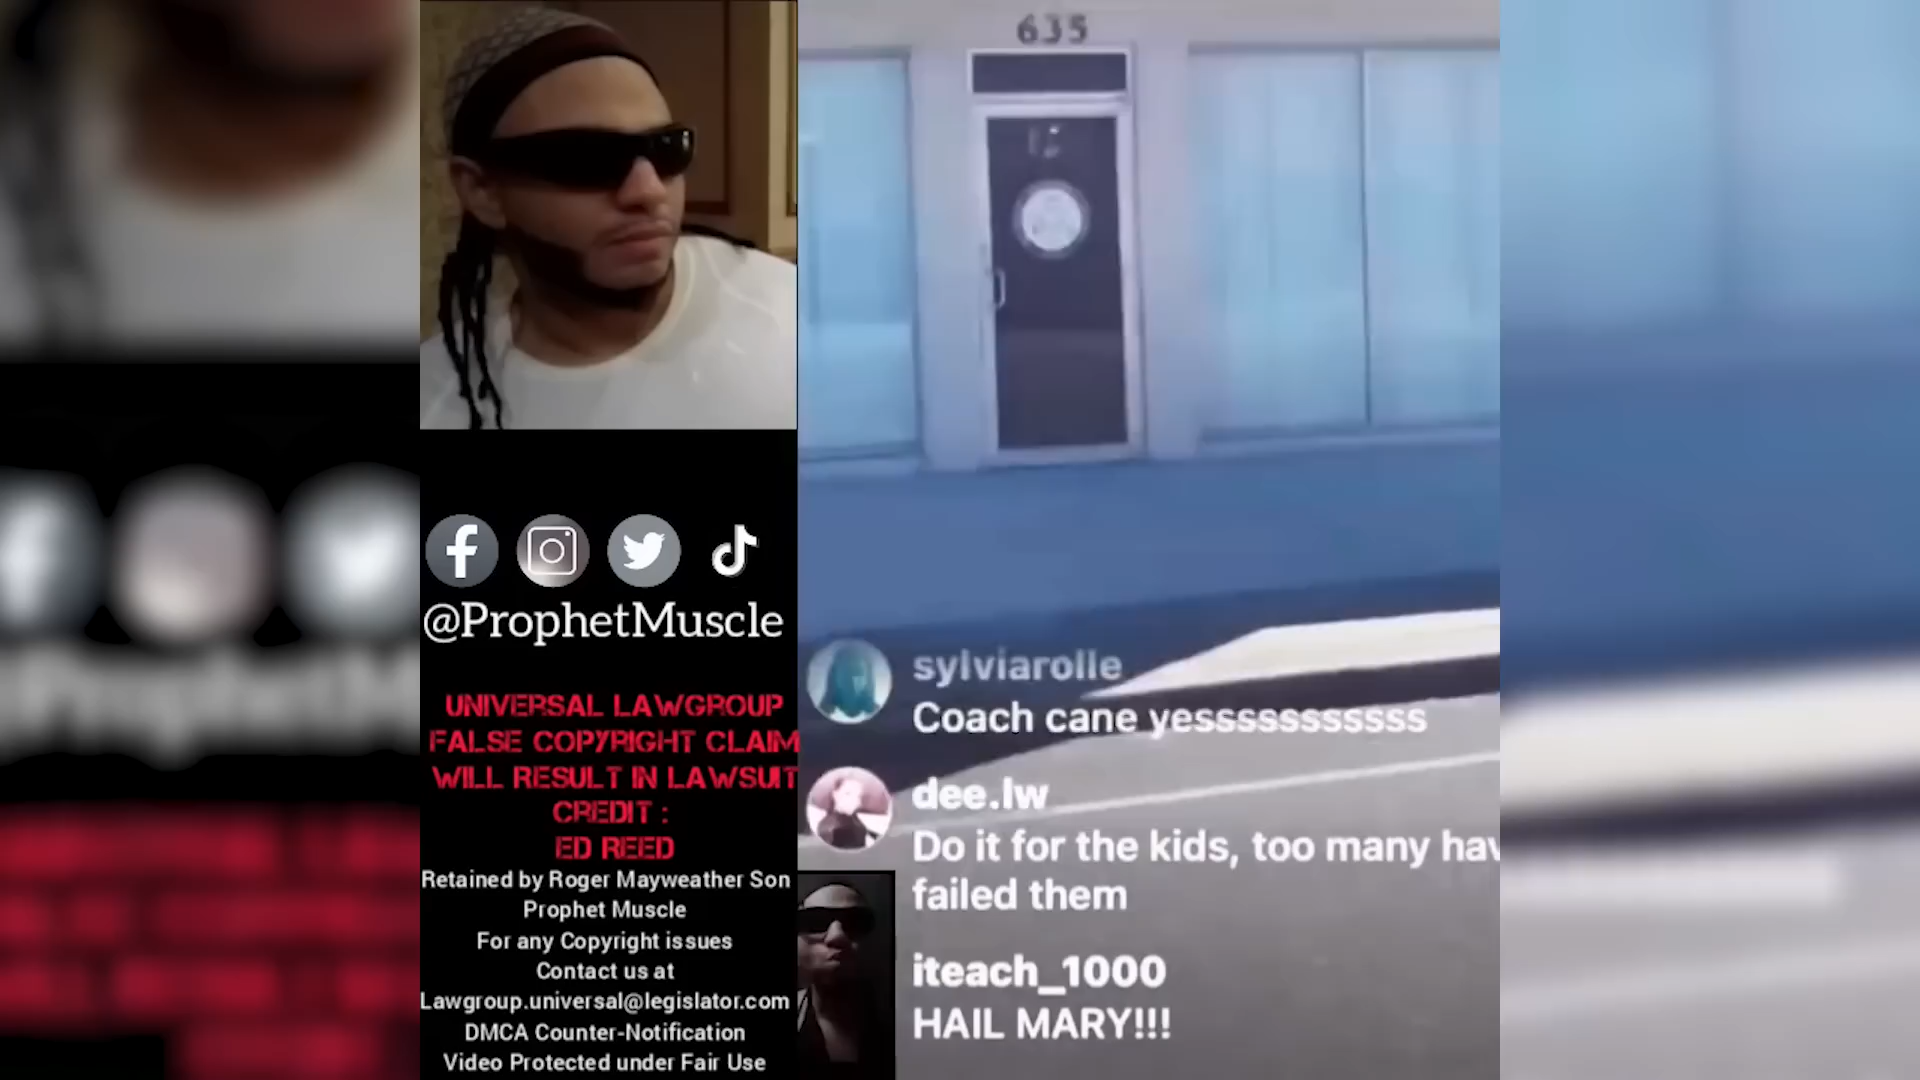 635
@ProphetMuscle
UNIVERSAL LAWGROUP
FALSE COPYRIGHT CLAIM
WILL RESULT IN LAWSUIT
CREDIT :
ED REED
Retained by Roger Mayweather Son
Prophet Muscle
For any Copyright issues
Contact us at
Lawgroup.universal@legislator.com
DMCA Counter-Notification
Video Protected under Fair Use
sylviarolle
Coach cane yesssssssssss
dee.lw
Do it for the kids, too many hav
failed them
iteach_1000
HAIL MARY!!!